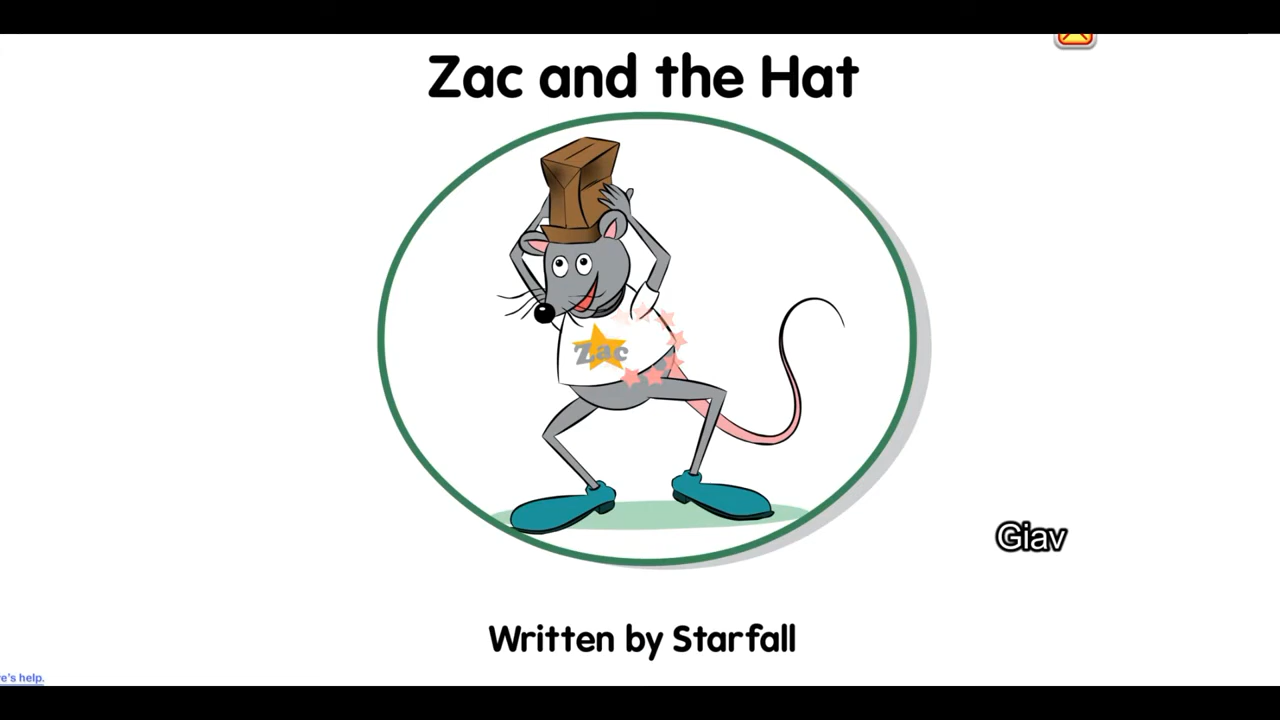 Zac and the Hat
Zac
Giav
Written by Starfall
e's help.